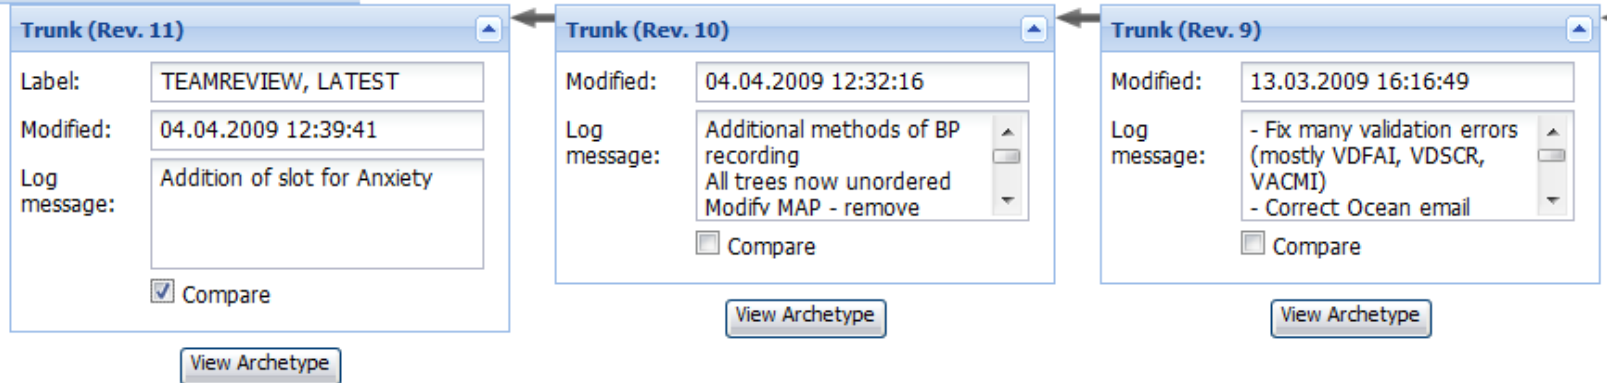 Trunk (Rev. 11)
Label: TEAMREVIEW, LATEST
Modified: 04.04.2009 12:39:41
Log message: Addition of slot for Anxiety
Compare
View Archetype
Trunk (Rev. 10)
Modified: 04.04.2009 12:32:16
Log message: Additional methods of BP
recording
All trees now unordered
Modify MAP - remove
Compare
View Archetype
Trunk (Rev. 9)
Modified: 13.03.2009 16:16:49
Log message: - Fix many validation errors
(mostly VDFAI, VDSCR,
VACMI)
- Correct Ocean email
Compare
View Archetype